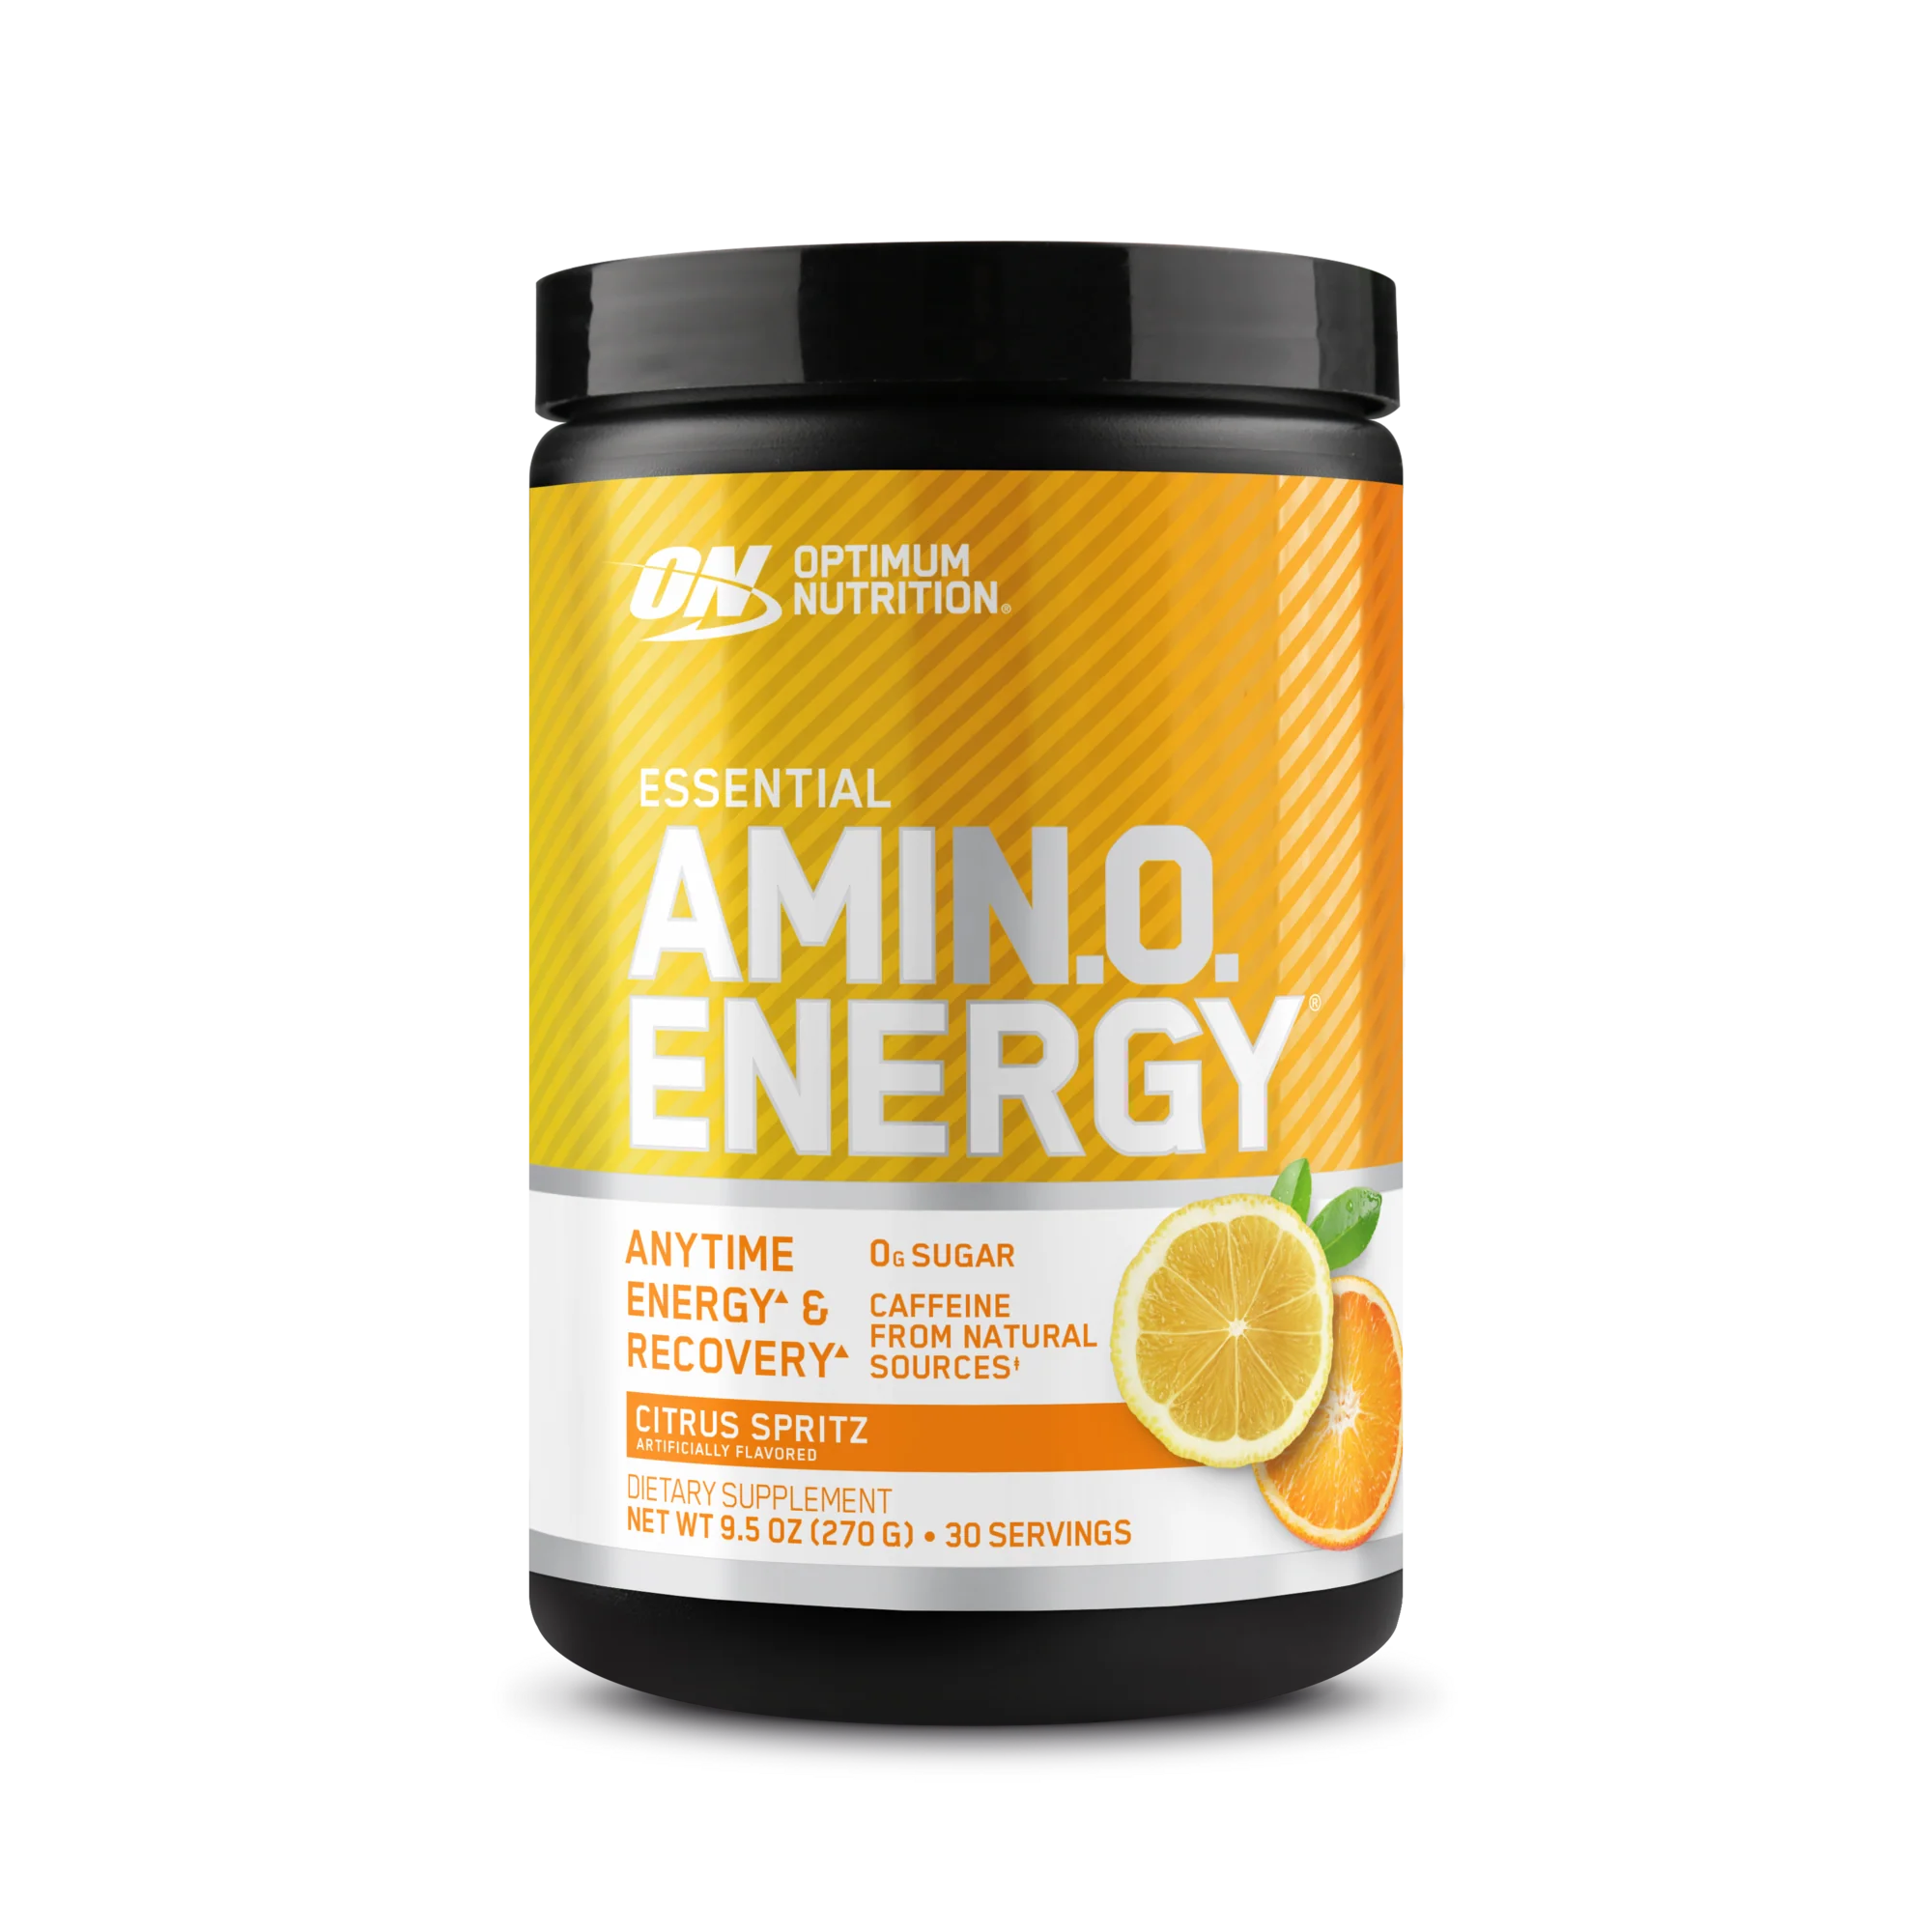 ON OPTIMUM
NUTRITION®
ESSENTIAL
AMIN.O.
ENERGY®
ANYTIME
ENERGY▲ &
RECOVERY▲
0G SUGAR
CAFFEINE
FROM NATURAL
SOURCES‡
CITRUS SPRITZ
ARTIFICIALLY FLAVORED
DIETARY SUPPLEMENT
NET WT 9.5 OZ (270 G) • 30 SERVINGS